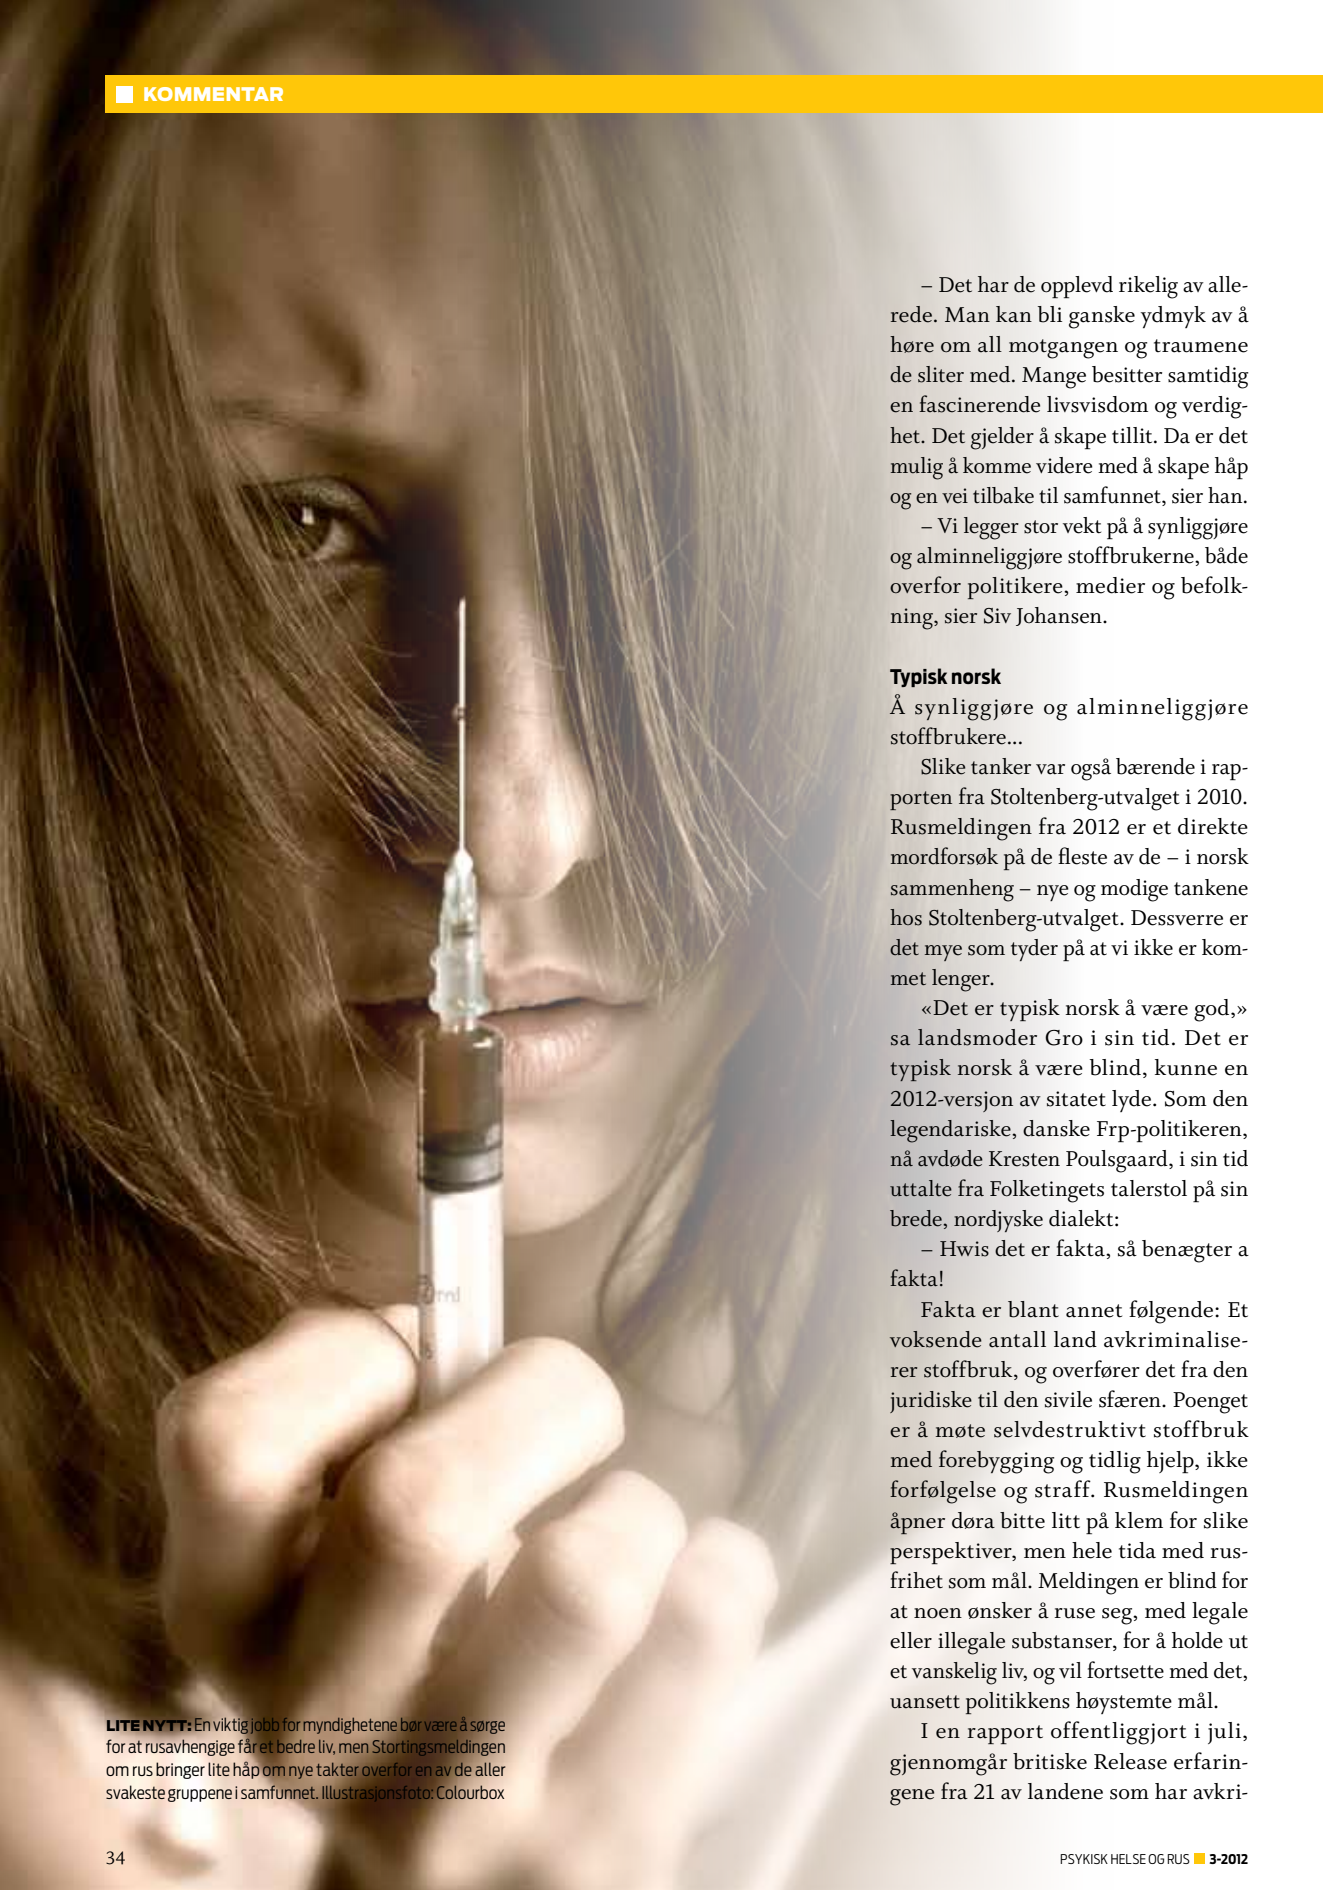 KOMMENTAR
– Det har de opplevd rikelig av alle-
rede. Man kan bli ganske ydmyk av å
høre om all motgangen og traumene
de sliter med. Mange besitter samtidig
en fascinerende livsvisdom og verdig-
het. Det gjelder å skape tillit. Da er det
mulig å komme videre med å skape håp
og en vei tilbake til samfunnet, sier han.
– Vi legger stor vekt på å synliggjøre
og alminneliggjøre stoffbrukerne, både
overfor politikere, medier og befolk-
ning, sier Siv Johansen.
Typisk norsk
Å synliggjøre og alminneliggjøre
stoffbrukere...
Slike tanker var også bærende i rap-
porten fra Stoltenberg-utvalget i 2010.
Rusmeldingen fra 2012 er et direkte
mordforsøk på de fleste av de – i norsk
sammenheng – nye og modige tankene
hos Stoltenberg-utvalget. Dessverre er
det mye som tyder på at vi ikke er kom-
met lenger.
«Det er typisk norsk å være god,»
sa landsmoder Gro i sin tid. Det er
typisk norsk å være blind, kunne en
2012-versjon av sitatet lyde. Som den
legendariske, danske Frp-politikeren,
nå avdøde Kresten Poulsgaard, i sin tid
uttalte fra Folketingets talerstol på sin
brede, nordjyske dialekt:
– Hwis det er fakta, så benægter a
fakta!
Fakta er blant annet følgende: Et
voksende antall land avkriminalise-
rer stoffbruk, og overfører det fra den
juridiske til den sivile sfæren. Poenget
er å møte selvdestruktivt stoffbruk
med forebygging og tidlig hjelp, ikke
forfølgelse og straff. Rusmeldingen
åpner døra bitte litt på klem for slike
perspektiver, men hele tida med rus-
frihet som mål. Meldingen er blind for
at noen ønsker å ruse seg, med legale
eller illegale substanser, for å holde ut
et vanskelig liv, og vil fortsette med det,
uansett politikkens høystemte mål.
I en rapport offentliggjort i juli,
gjennomgår britiske Release erfarin-
gene fra 21 av landene som har avkri-
LITE NYTT: En viktig jobb for myndighetene bør være å sørge
for at rusavhengige får et bedre liv, men Stortingsmeldingen
om rus bringer lite håp om nye takter overfor en av de aller
svakeste gruppene i samfunnet. Illustrasjonsfoto: Colourbox
34
PSYKISK HELSE OG RUS 3-2012